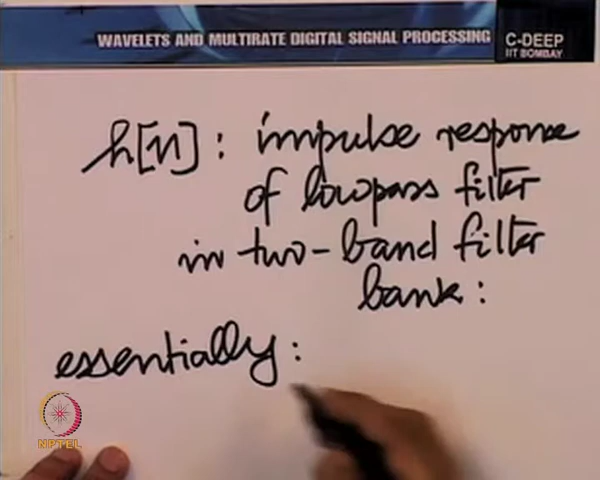 WAVELETS AND MULTIRATE DIGITAL SIGNAL PROCESSING
C-DEEP
IIT BOMBAY
h[n]: impulse response
of lowpass filter
in two-band filter
bank:
essentially:
NPTEL